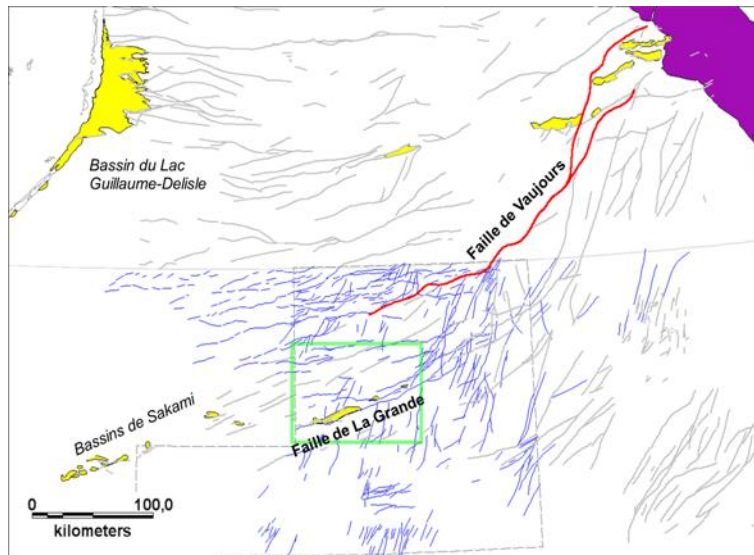 Bassin du Lac
Guillaume-Delisle
Faille de Vaujours
Bassins de Sakami
Faille de La Grande
0 100,0
kilometers